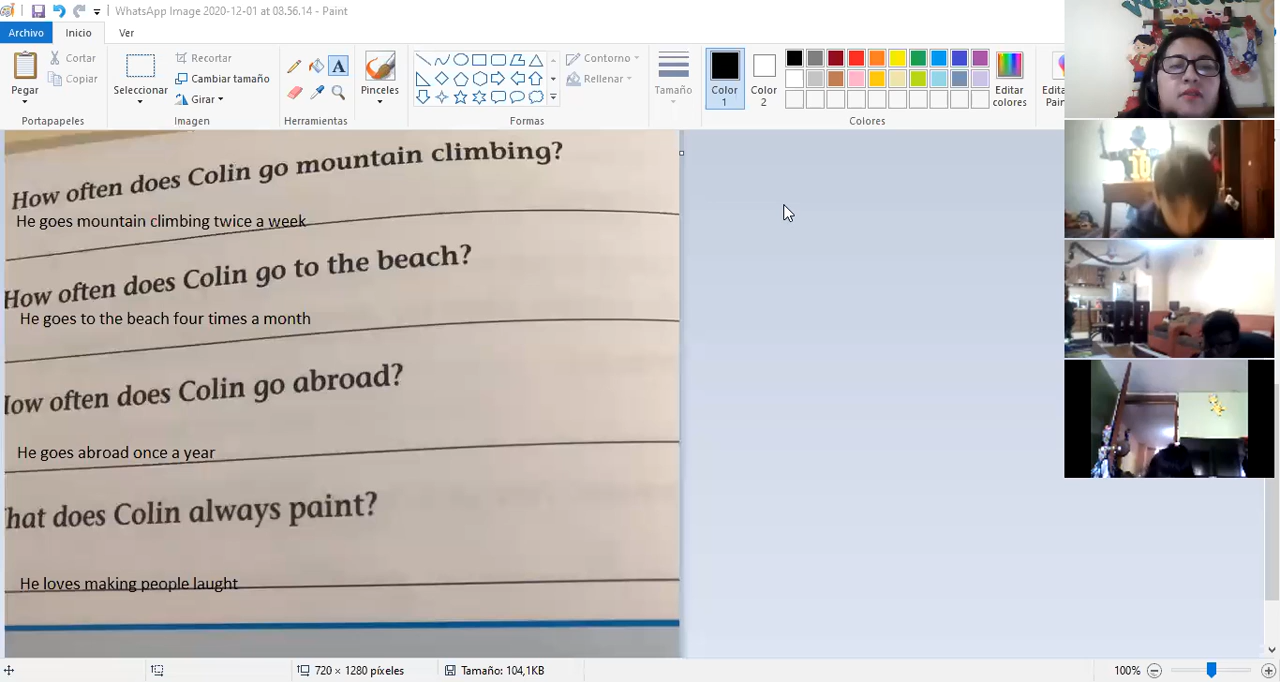 WhatsApp Image 2020-12-01 at 08.56.14 - Paint
Archivo Inicio Ver
Pegar
Cortar
Copiar
Portapapeles
Seleccionar
Recortar
Cambiar tamaño
Girar
Imagen
Herramientas
Pinceles
Contorno
Rellenar
Formas
Tamaño
Color 1
Color 2
Editar colores
Colores
How often does Colin go mountain climbing?
He goes mountain climbing twice a week
How often does Colin go to the beach?
He goes to the beach four times a month
How often does Colin go abroad?
He goes abroad once a year
does Colin always paint?
He loves making people laught
720 × 1280 píxeles
Tamaño: 104,1KB
100%